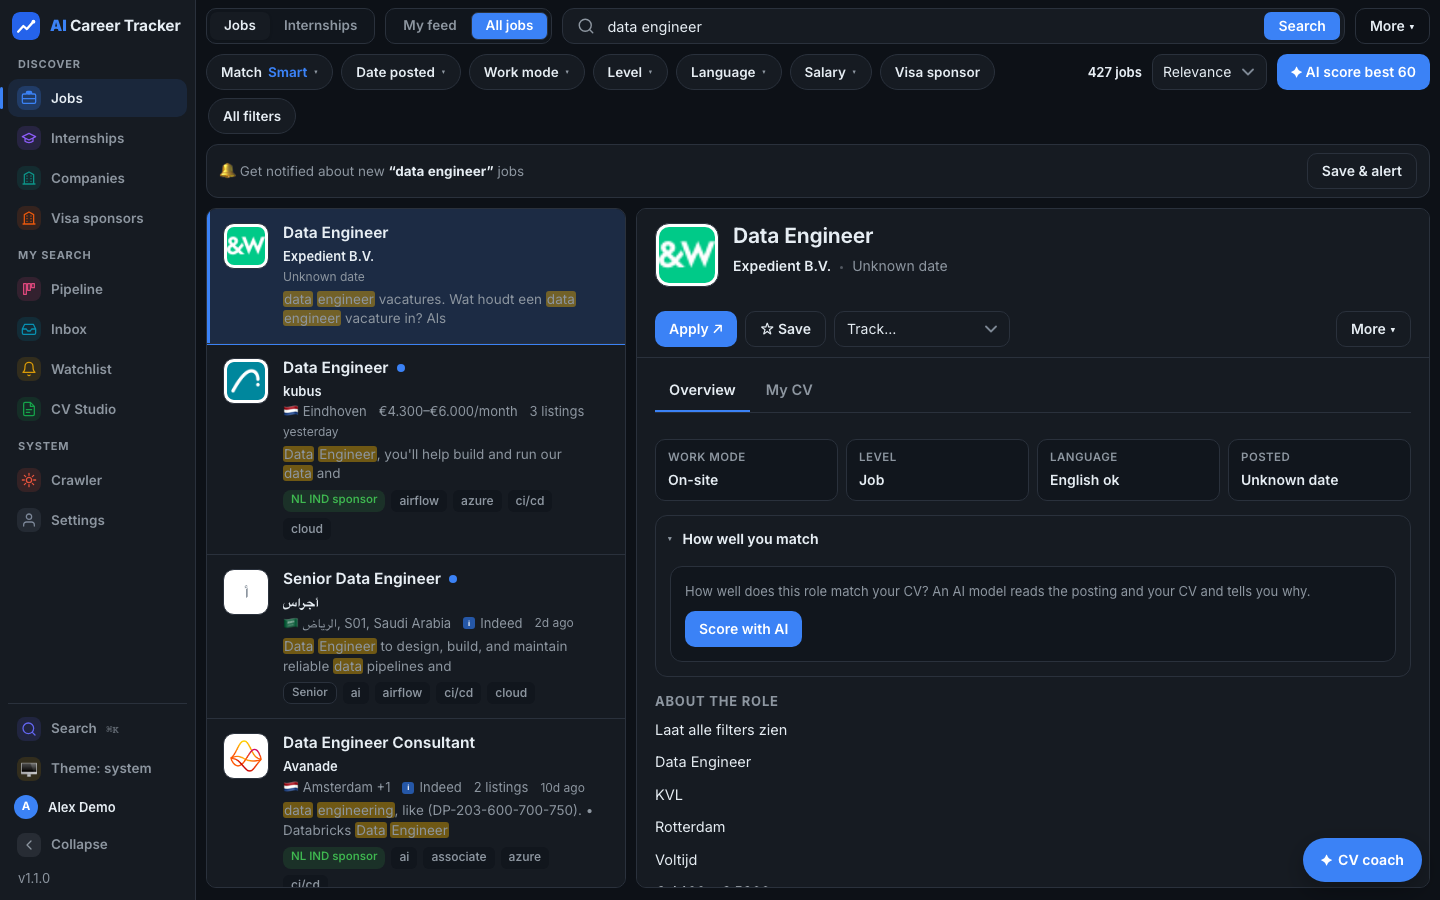 AI Career Tracker
DISCOVER
Jobs
Internships
Companies
Visa sponsors
MY SEARCH
Pipeline
Inbox
Watchlist
CV Studio
SYSTEM
Crawler
Settings
Search ⌘K
Theme: system
A Alex Demo
Collapse
v1.1.0
Jobs Internships My feed All jobs data engineer Search More
Match Smart Date posted Work mode Level Language Salary Visa sponsor 427 jobs Relevance AI score best 60
All filters
Get notified about new “data engineer” jobs Save & alert
&W
Data Engineer
Expedient B.V.
Unknown date
data engineer vacatures. Wat houdt een data
engineer vacature in? Als
Data Engineer
kubus
Eindhoven €4.300–€6.000/month 3 listings
yesterday
Data Engineer, you'll help build and run our
data and
NL IND sponsor airflow azure ci/cd
cloud
أ
Senior Data Engineer
أجراس
الرياض, S01, Saudi Arabia i Indeed 2d ago
Data Engineer to design, build, and maintain
reliable data pipelines and
Senior ai airflow ci/cd cloud
Data Engineer Consultant
Avanade
Amsterdam +1 i Indeed 2 listings 10d ago
data engineering, like (DP-203-600-700-750). •
Databricks Data Engineer
NL IND sponsor ai associate azure
ci/cd
&W
Data Engineer
Expedient B.V. • Unknown date
Apply ↗ Save Track... More
Overview My CV
WORK MODE
On-site
LEVEL
Job
LANGUAGE
English ok
POSTED
Unknown date
How well you match
How well does this role match your CV? An AI model reads the posting and your CV and tells you why.
Score with AI
ABOUT THE ROLE
Laat alle filters zien
Data Engineer
KVL
Rotterdam
Voltijd
CV coach